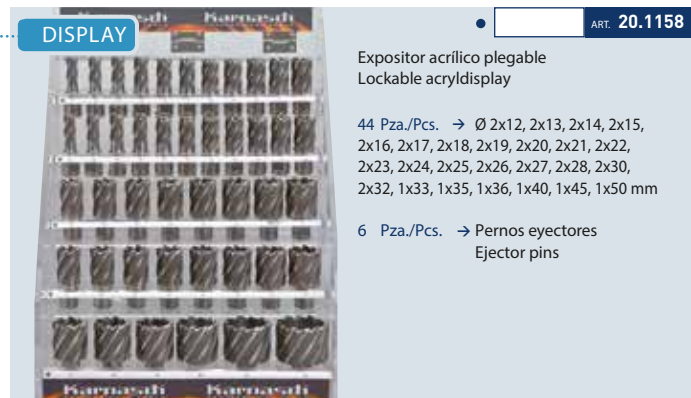 Karnasch Karnasch
DISPLAY
ART. 20.1158
Expositor acrílico plegable
Lockable acryldisplay
44 Pza./Pcs. → Ø 2x12, 2x13, 2x14, 2x15,
2x16, 2x17, 2x18, 2x19, 2x20, 2x21, 2x22,
2x23, 2x24, 2x25, 2x26, 2x27, 2x28, 2x30,
2x32, 1x33, 1x35, 1x36, 1x40, 1x45, 1x50 mm
6 Pza./Pcs. → Pernos eyectores
Ejector pins
Karnasch Karnasch